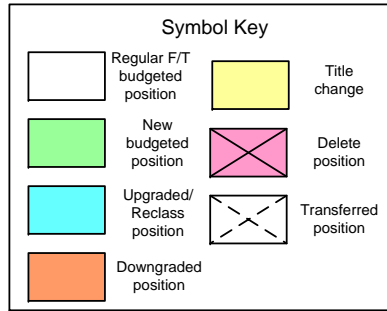 Symbol Key
Regular F/T
budgeted
position
New
budgeted
position
Upgraded/
Reclass
position
Downgraded
position
Title
change
Delete
position
Transferred
position